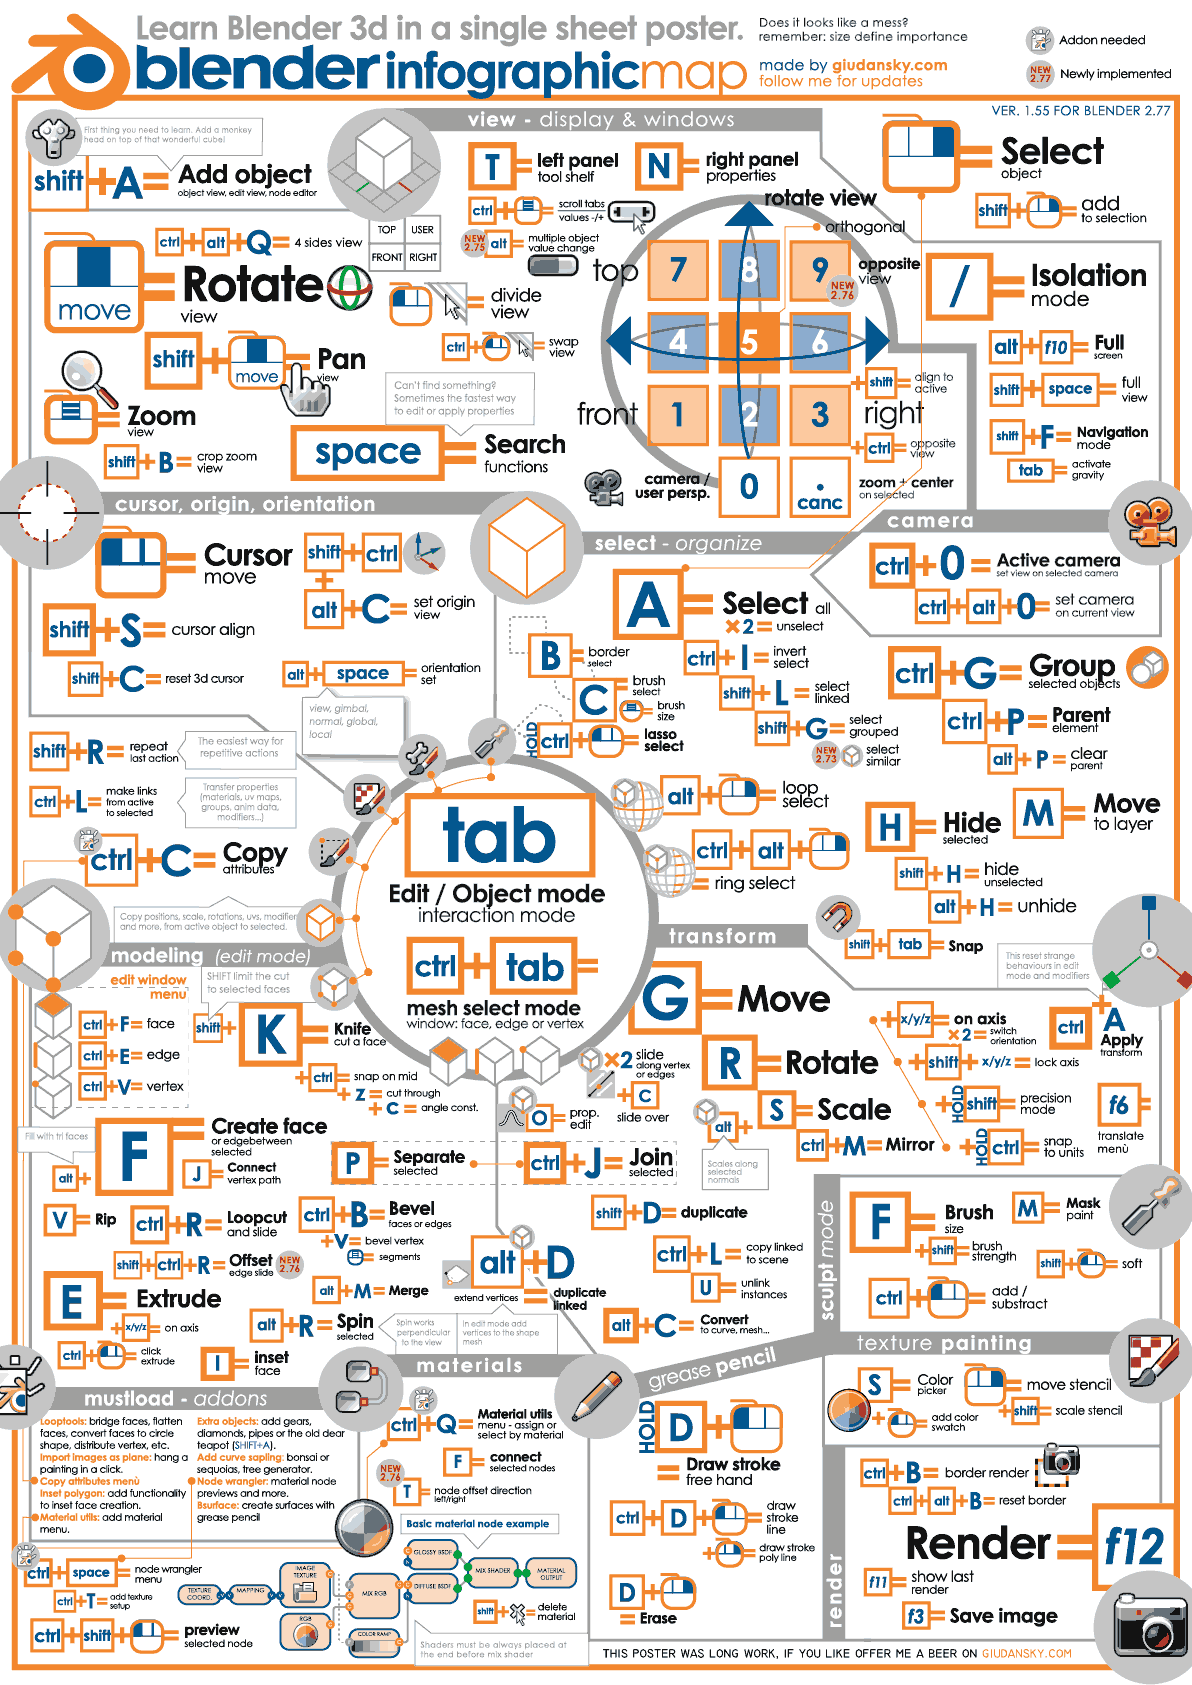 Learn Blender 3d in a single sheet poster.
blender infographic map
Does it looks like a mess?
remember: size define importance
made by giudansky.com
follow me for updates
Addon needed
NEW 2.77
Newly implemented
VER. 1.55 FOR BLENDER 2.77
First thing you need to learn. Add a monkey
head on top of that wonderful cube!
shift + A = Add object
object view, edit view, node editor
view - display & windows
T = left panel
tool shelf
N = right panel
properties
ctrl + = scroll tabs
values -/+
NEW 2.75 alt = multiple object
value change
= Select
object
shift + = add
to selection
ctrl + alt + Q = 4 sides view
TOP USER
FRONT RIGHT
move = Rotate
view
= divide
view
ctrl + = swap
view
shift + move = Pan
view
= Zoom
view
shift + B = crop zoom
view
Can't find something?
Sometimes the fastest way
to edit or apply properties
space = Search
functions
rotate view
orthogonal
top 7 8 9 opposite
view
NEW 2.76
4 5 6
+ shift = align to
active
front 1 2 3 right
+ ctrl = opposite
view
camera /
user persp. 0 . canc zoom + center
on selected
/ = Isolation
mode
alt + f10 = Full
screen
shift + space = full
view
shift + F = Navigation
mode
tab = activate
gravity
cursor, origin, orientation
= Cursor
move
shift + ctrl
+
alt + C = set origin
view
shift + S = cursor align
shift + C = reset 3d cursor
alt + space = orientation
set
view, gimbal,
normal, global,
local
select - organize
A = Select all
×2 = unselect
B = border
select
C = brush
select
= brush
size
HOLD ctrl + = lasso
select
ctrl + I = invert
select
shift + L = select
linked
shift + G = select
grouped
NEW 2.73 select
similar
alt + = loop
select
ctrl + alt + = ring select
camera
ctrl + 0 = Active camera
set view on selected camera
ctrl + alt + 0 = set camera
on current view
ctrl + G = Group
selected objects
ctrl + P = Parent
element
alt + P = clear
parent
H = Hide
selected
M = Move
to layer
shift + H = hide
unselected
alt + H = unhide
shift + tab = Snap
shift + R = repeat
last action
The easiest way for
repetitive actions
ctrl + L = make links
from active
to selected
Transfer properties
(materials, uv maps,
groups, anim data,
modifiers...)
ctrl + C = Copy
attributes
Copy positions, scale, rotations, uvs, modifier
and more, from active object to selected.
tab
Edit / Object mode
interaction mode
ctrl + tab =
mesh select mode
window: face, edge or vertex
modeling (edit mode)
edit window
menu
ctrl + F = face
ctrl + E = edge
ctrl + V = vertex
SHIFT limit the cut
to selected faces
shift + K = Knife
cut a face
+ ctrl = snap on mid
+ Z = cut through
+ C = angle const.
F = Create face
or edgebetween
selected
Fill with tri faces
alt +
J = Connect
vertex path
V = Rip
ctrl + R = Loopcut
and slide
shift + ctrl + R = Offset
edge slide
NEW 2.76
E = Extrude
+ x/y/z = on axis
ctrl + = click
extrude
I = inset
face
alt + R = Spin
selected
Spin works
perpendicular
to the view
P = Separate
selected
ctrl + J = Join
selected
ctrl + B = Bevel
faces or edges
+ V = bevel vertex
= segments
alt + M = Merge
alt + D
extend vertices = duplicate
linked
In edit mode add
vertices to the shape
mesh
O = prop.
edit
×2 slide
along vertex
or edges
+ C
slide over
transform
G = Move
R = Rotate
S = Scale
alt +
Scales along
selected
normals
ctrl + M = Mirror
This reset strange
behaviours in edit
mode and modifiers
+ x/y/z = on axis
×2 = switch
orientation
+ shift + x/y/z = lock axis
+ HOLD shift = precision
mode
+ HOLD ctrl = snap
to units
ctrl + A
Apply
transform
f6 =
translate
menù
shift + D = duplicate
ctrl + L = copy linked
to scene
U = unlink
instances
alt + C = Convert
to curve, mesh...
sculpt mode
F = Brush
size
+ shift = brush
strength
M = Mask
paint
shift + = soft
ctrl + = add /
substract
texture painting
S = Color
picker
+ = add color
swatch
= move stencil
+ shift = scale stencil
grease pencil
HOLD D +
= Draw stroke
free hand
ctrl + D + = draw
stroke
line
+ = draw stroke
poly line
D +
= Erase
render
ctrl + B = border render
ctrl + alt + B = reset border
Render = f12
f11 = show last
render
f3 = Save image
mustload - addons
Looptools: bridge faces, flatten
faces, convert faces to circle
shape, distribute vertex, etc.
Import images as plane: hang a
painting in a click.
Copy attributes menù
Inset polygon: add functionality
to inset face creation.
Material utils: add material
menu.
Extra objects: add gears,
diamonds, pipes or the old dear
teapot (SHIFT+A).
Add curve sapling: bonsai or
sequoias, tree generator.
Node wrangler: material node
previews and more.
Bsurface: create surfaces with
grease pencil
materials
ctrl + Q = Material utils
menu - assign or
select by material
F = connect
selected nodes
NEW 2.76
T = node offset direction
left/right
Basic material node example
ctrl + space = node wrangler
menu
ctrl + T = add texture
setup
ctrl + shift + = preview
selected node
TEXTURE
COORD.
MAPPING
IMAGE
TEXTURE
RGB
MIX RGB
COLOR RAMP
GLOSSY BSDF
DIFFUSE BSDF
MIX SHADER
MATERIAL
OUTPUT
shift + = delete
material
Shaders must be always placed at
the end before mix shader
THIS POSTER WAS LONG WORK, IF YOU LIKE OFFER ME A BEER ON GIUDANSKY.COM